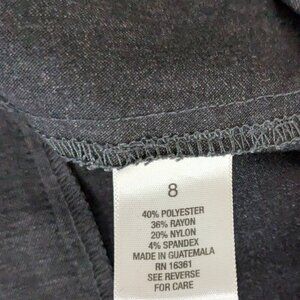 8
40% POLYESTER
36% RAYON
20% NYLON
4% SPANDEX
MADE IN GUATEMALA
RN 16361
SEE REVERSE
FOR CARE